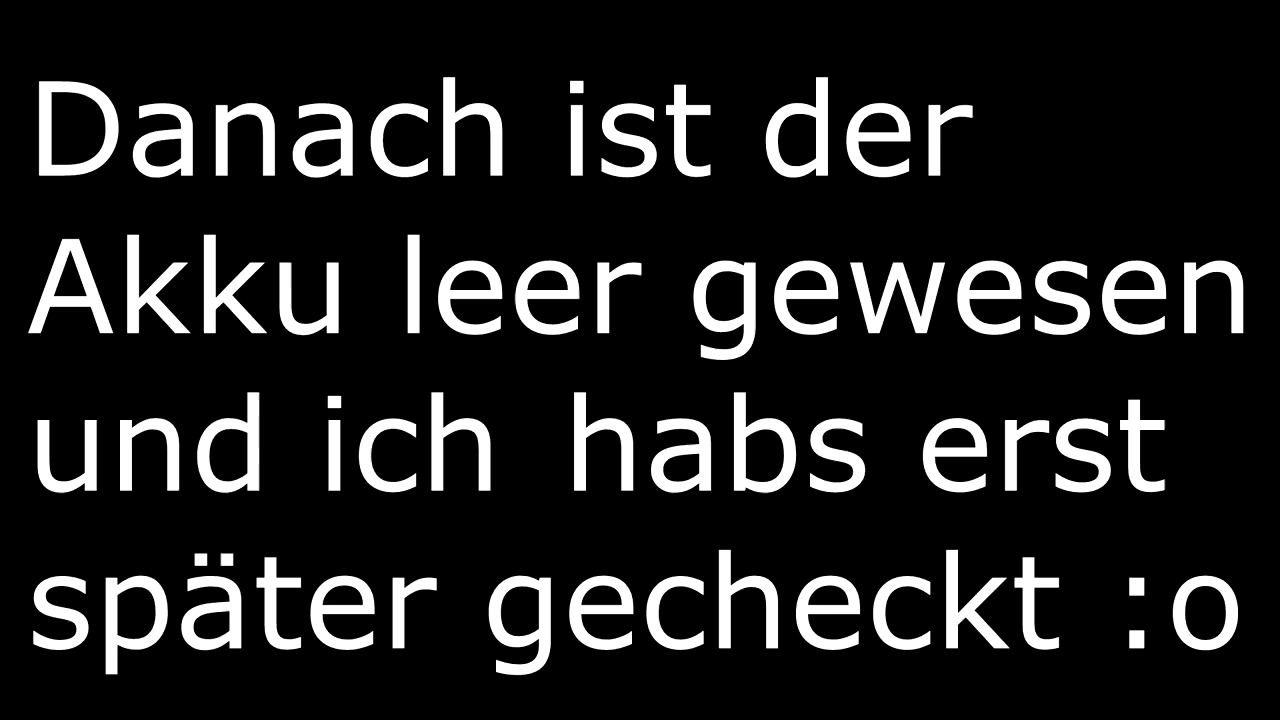 Danach ist der
Akku leer gewesen
und ich habs erst
später gecheckt :o